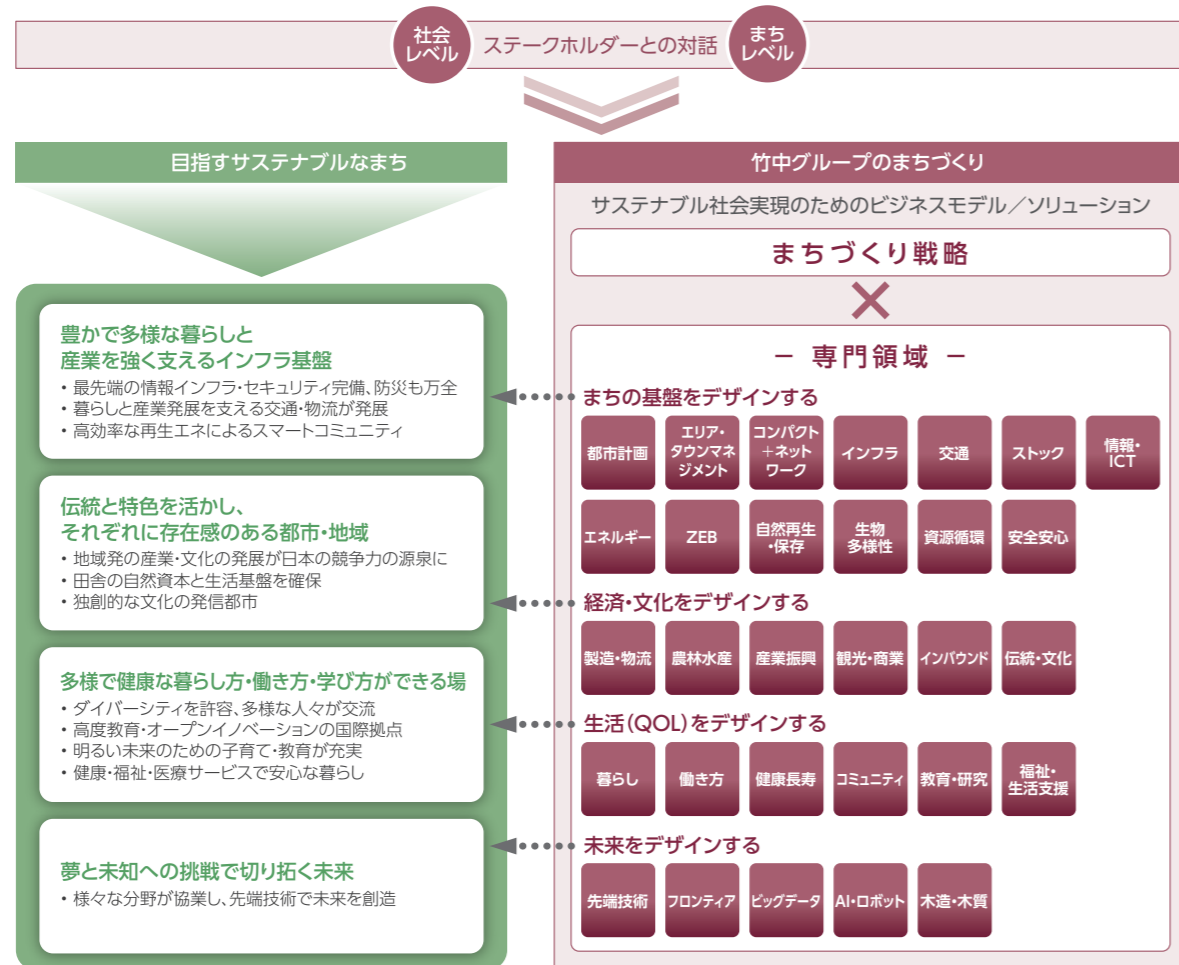 社会
レベル
ステークホルダーとの対話
まち
レベル
目指すサステナブルなまち
豊かで多様な暮らしと
産業を強く支えるインフラ基盤
・最先端の情報インフラ・セキュリティ完備、防災も万全
・暮らしと産業発展を支える交通・物流が発展
・高効率な再生エネによるスマートコミュニティ
伝統と特色を活かし、
それぞれに存在感のある都市・地域
・地域発の産業・文化の発展が日本の競争力の源泉に
・田舎の自然資本と生活基盤を確保
・独創的な文化の発信都市
多様で健康な暮らし方・働き方・学び方ができる場
・ダイバーシティを許容、多様な人々が交流
・高度教育・オープンイノベーションの国際拠点
・明るい未来のための子育て・教育が充実
・健康・福祉・医療サービスで安心な暮らし
夢と未知への挑戦で切り拓く未来
・様々な分野が協業し、先端技術で未来を創造
竹中グループのまちづくり
サステナブル社会実現のためのビジネスモデル／ソリューション
まちづくり戦略
×
− 専門領域 −
まちの基盤をデザインする
都市計画
エリア・
タウンマネ
ジメント
コンパクト
＋ネット
ワーク
インフラ
交通
ストック
情報・
ICT
エネルギー
ZEB
自然再生
・保存
生物
多様性
資源循環
安全安心
経済・文化をデザインする
製造・物流
農林水産
産業振興
観光・商業
インバウンド
伝統・文化
生活（QOL）をデザインする
暮らし
働き方
健康長寿
コミュニティ
教育・研究
福祉・
生活支援
未来をデザインする
先端技術
フロンティア
ビッグデータ
AI・ロボット
木造・木質